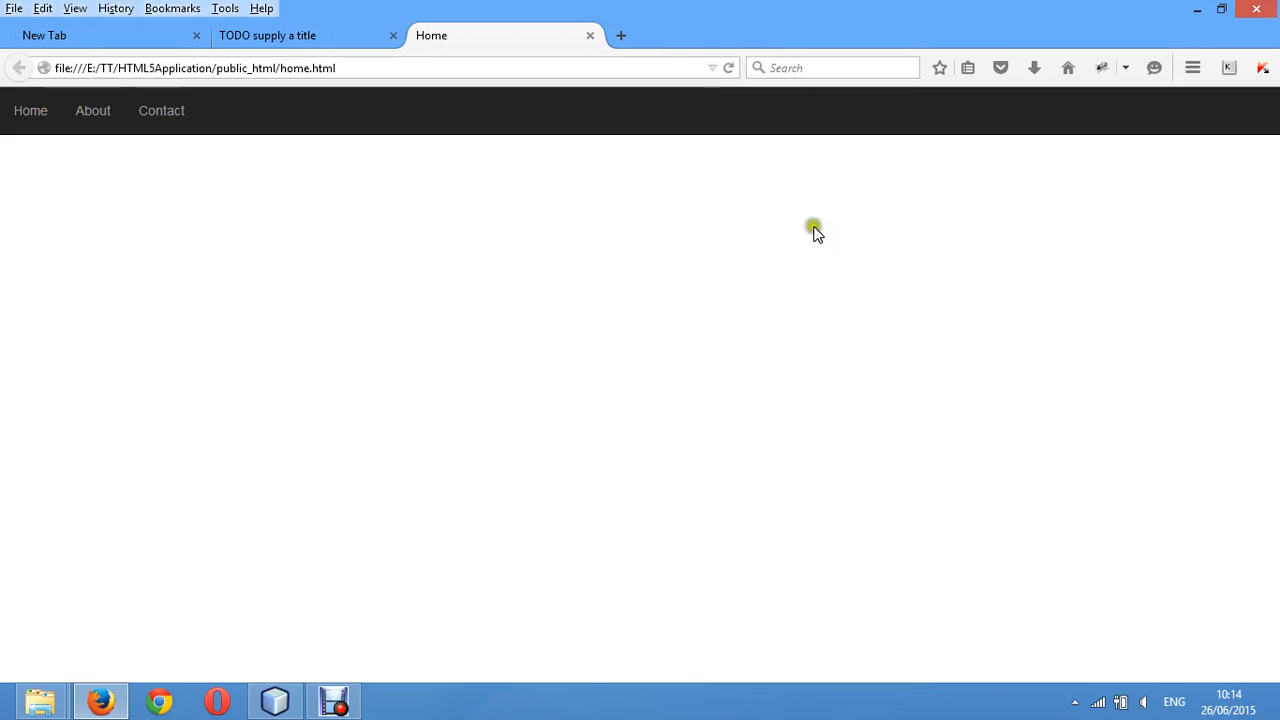 File Edit View History Bookmarks Tools Help
New Tab TODO supply a title Home
file:///E:/TT/HTML5Application/public_html/home.html Search
Home About Contact
ENG 10:14
26/06/2015